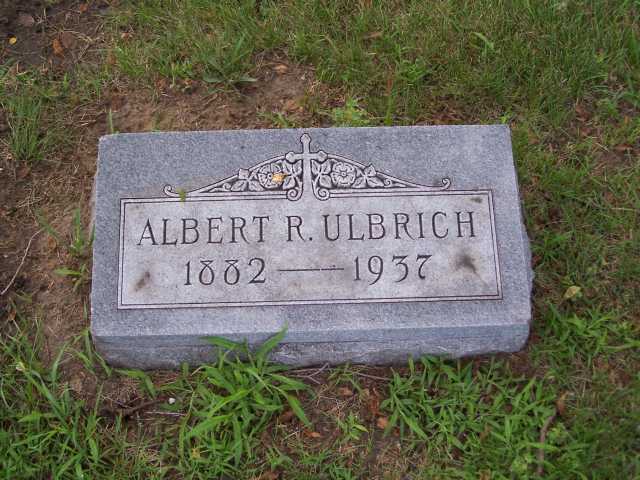 ALBERT R. ULBRICH
1882 — 1937